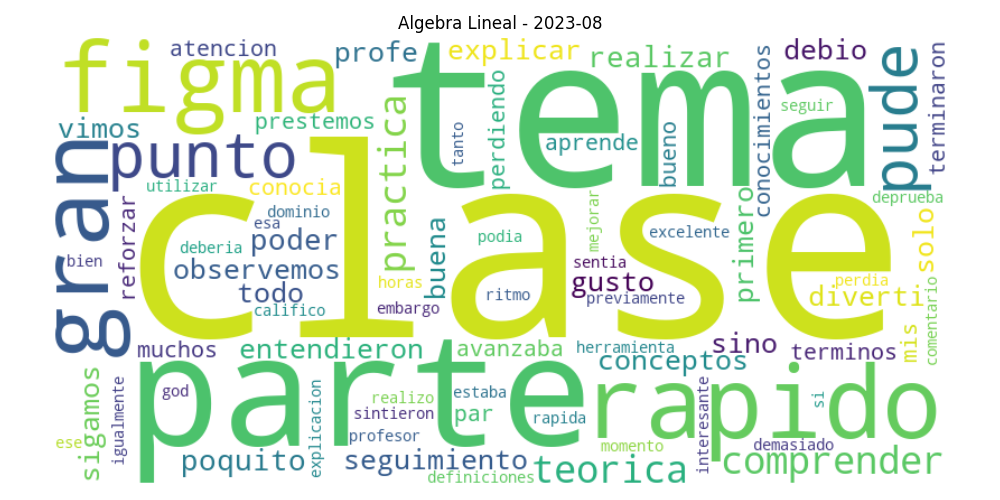 Algebra Lineal - 2023-08
figma
atencion
profe
explicar
realizar
debio
pude
terminaron
tema
vimos
prestemos
practica
perdiendo
tanto
aprende
bueno
conocimientos
seguir
gran
punto
clase
utilizar
conocia
reforzar
dominio
esa
deberia
poder
bien
observemos
todo
califico
horas
embargo
buena
podia
ritmo
mejorar
sentia
gusto
previamente
excelente
primero
deprueba
solo
perdia
diverti
mis
comentario
muchos
entendieron
avanzaba
herramienta
conceptos
sino
terminos
parte
rapido
sigamos
igualmente
god
ese
poquito
explicacion
realizo
sintieron
profesor
seguimiento
estaba
par
rapida
definiciones
teorica
momento
interesante
demasiado
si
comprender